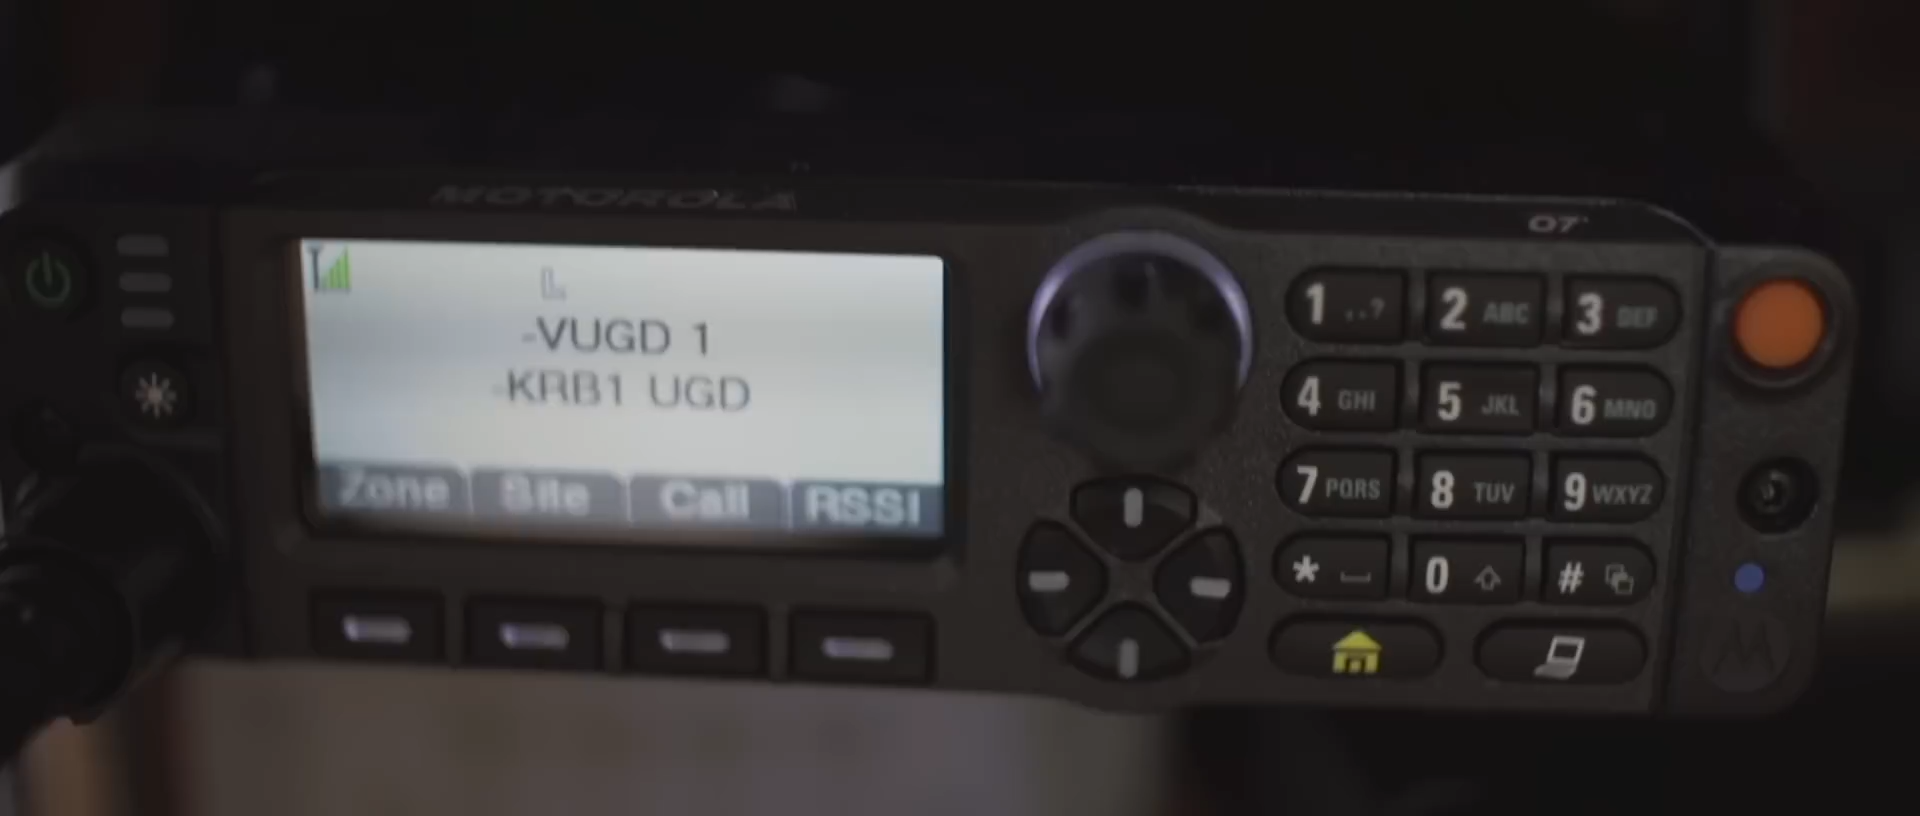 MOTOROLA
O7
L
-VUGD 1
-KRB1 UGD
Zone Site Call RSSI
1 ..?
2 ABC
3 DEF
4 GHI
5 JKL
6 MNO
7 PQRS
8 TUV
9 WXYZ
*
0
#